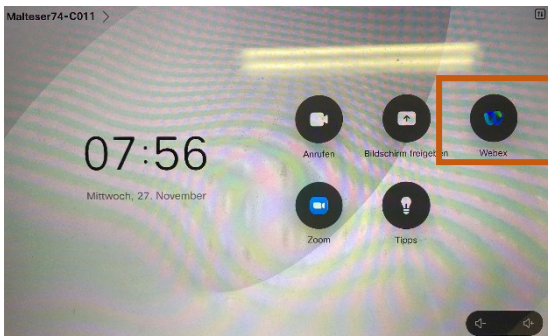 Malteser74-C011
07:56
Mittwoch, 27. November
Anrufen
Bildschirm freigeben
Webex
Zoom
Tipps